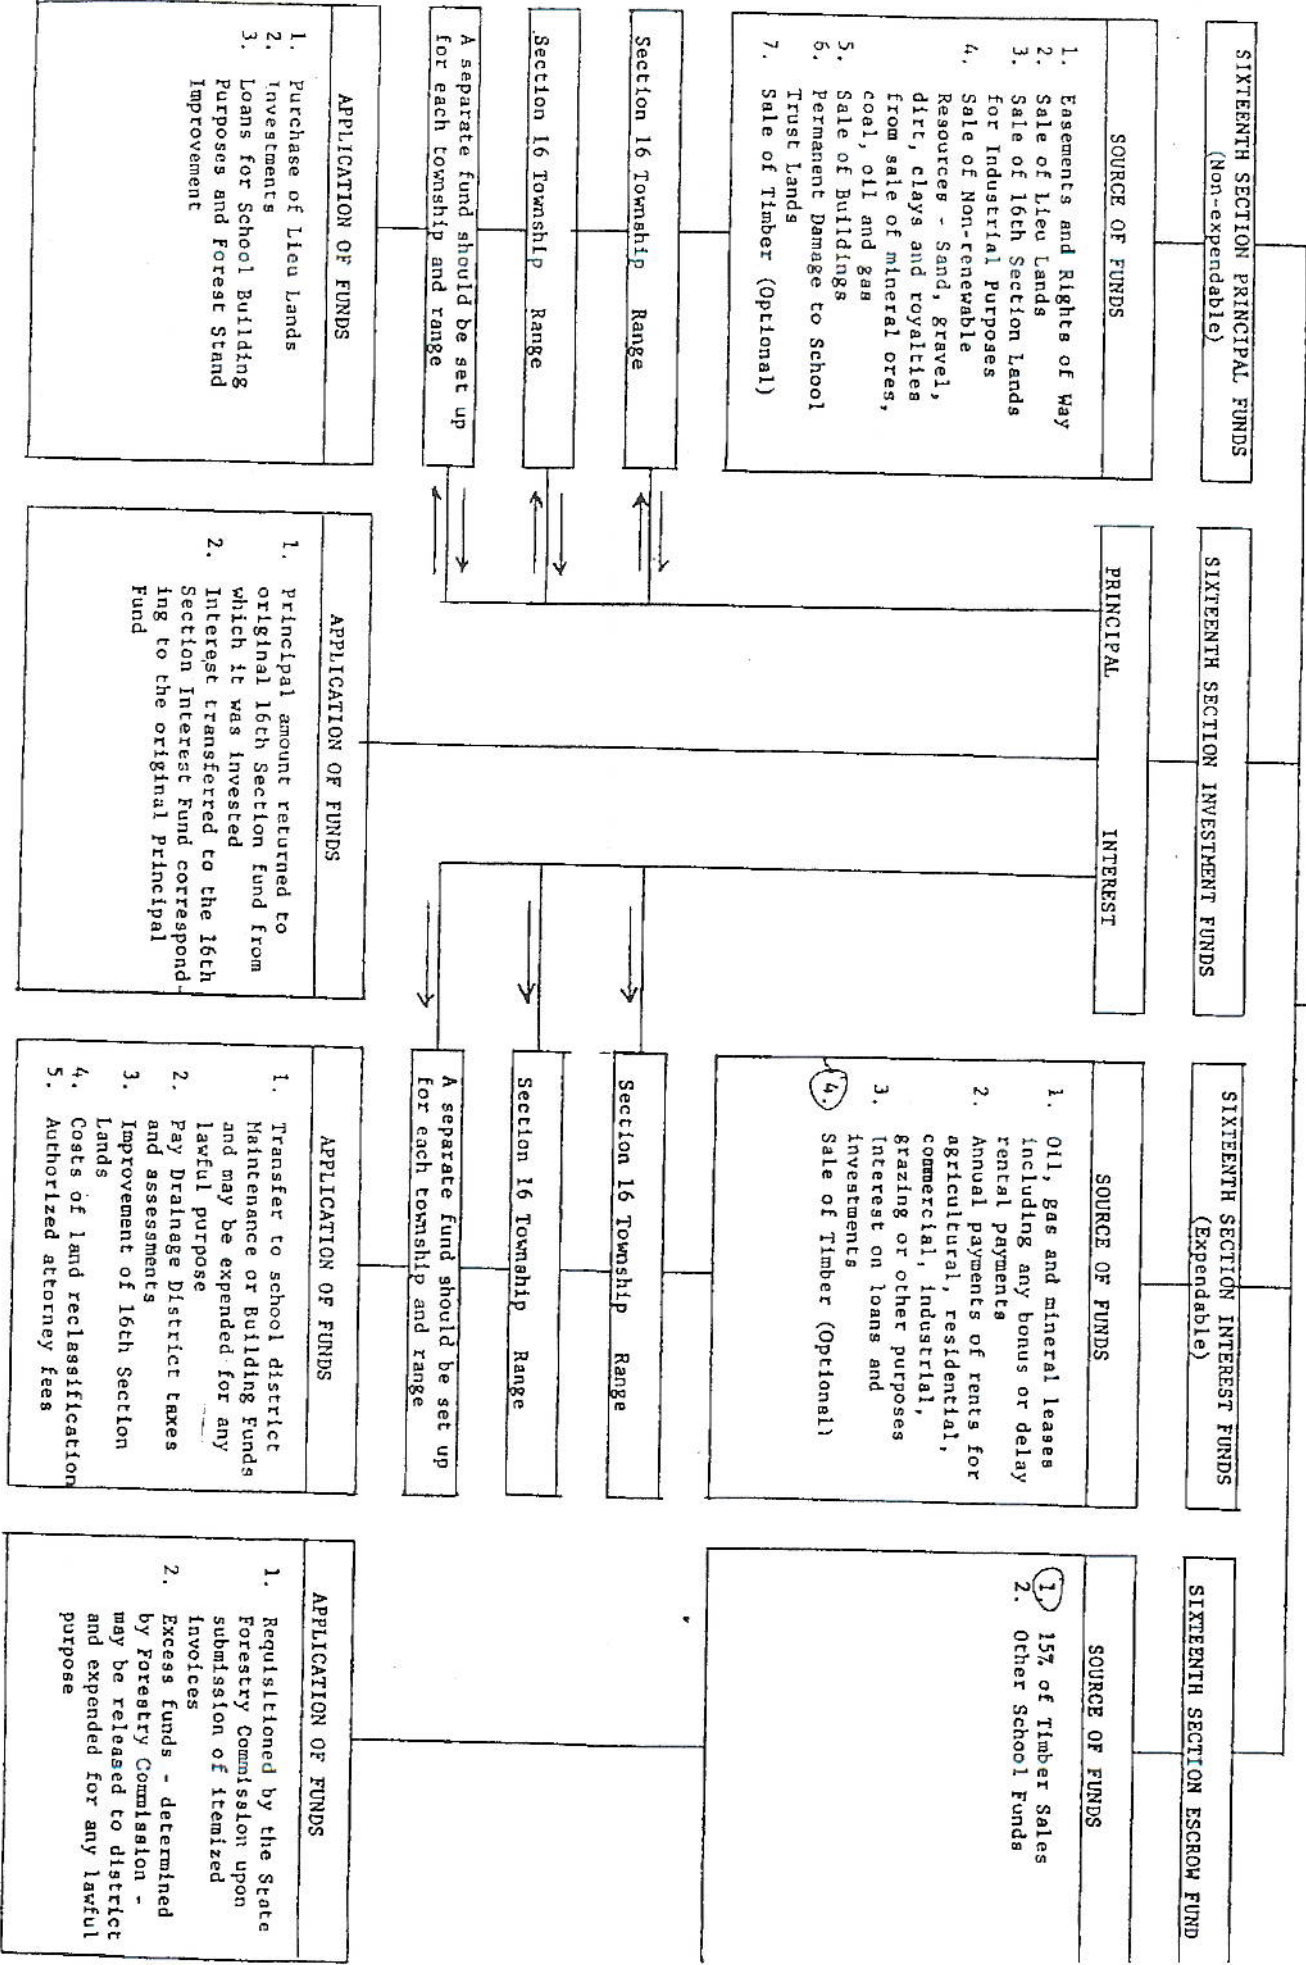 SIXTEENTH SECTION PRINCIPAL FUNDS
(Non-expendable)
SOURCE OF FUNDS
1. Easements and Rights of Way
2. Sale of Lieu Lands
3. Sale of 16th Section Lands
for Industrial Purposes
4. Sale of Non-renewable
Resources - Sand, gravel,
dirt, clays and royalties
from sale of mineral ores,
coal, oil and gas
5. Sale of Buildings
6. Permanent Damage to School
Trust Lands
7. Sale of Timber (Optional)
Section 16 Township Range
Section 16 Township Range
A separate fund should be set up
for each township and range
APPLICATION OF FUNDS
1. Purchase of Lieu Lands
2. Investments
3. Loans for School Building
Purposes and Forest Stand
Improvement
SIXTEENTH SECTION INVESTMENT FUNDS
PRINCIPAL INTEREST
APPLICATION OF FUNDS
1. Principal amount returned to
original 16th Section fund from
which it was invested
2. Interest transferred to the 16th
Section Interest Fund correspond-
ing to the original Principal
Fund
SIXTEENTH SECTION INTEREST FUNDS
(Expendable)
SOURCE OF FUNDS
1. Oil, gas and mineral leases
including any bonus or delay
rental payments
2. Annual payments of rents for
agricultural, residential,
commercial, industrial,
grazing or other purposes
3. Interest on loans and
investments
4. Sale of Timber (Optional)
Section 16 Township Range
Section 16 Township Range
A separate fund should be set up
for each township and range
APPLICATION OF FUNDS
1. Transfer to school district
Maintenance or Building Funds
and may be expended for any
lawful purpose
2. Pay Drainage District taxes
and assessments
3. Improvement of 16th Section
Lands
4. Costs of land reclassification
5. Authorized attorney fees
SIXTEENTH SECTION ESCROW FUND
SOURCE OF FUNDS
1. 15% of Timber Sales
2. Other School Funds
APPLICATION OF FUNDS
1. Requisitioned by the State
Forestry Commission upon
submission of itemized
invoices
2. Excess funds - determined
by Forestry Commission -
may be released to district
and expended for any lawful
purpose